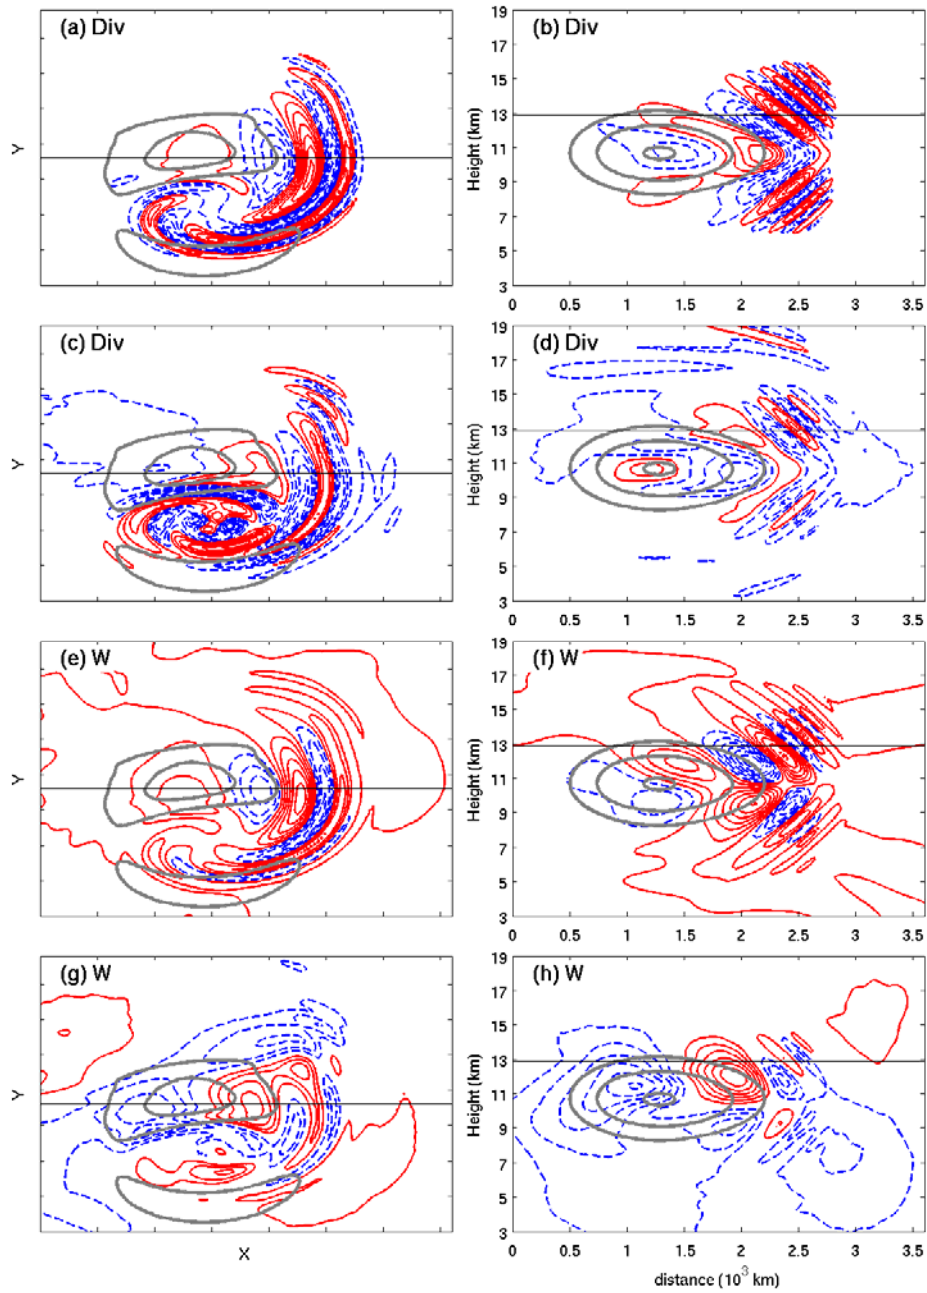 (a) Div
Y
(b) Div
Height (km)
19
17
15
13
11
9
7
5
3
0 0.5 1 1.5 2 2.5 3 3.5
(c) Div
Y
(d) Div
Height (km)
19
17
15
13
11
9
7
5
3
0 0.5 1 1.5 2 2.5 3 3.5
(e) W
Y
(f) W
Height (km)
19
17
15
13
11
9
7
5
3
0 0.5 1 1.5 2 2.5 3 3.5
(g) W
Y
X
(h) W
Height (km)
19
17
15
13
11
9
7
5
3
0 0.5 1 1.5 2 2.5 3 3.5
distance (10³ km)